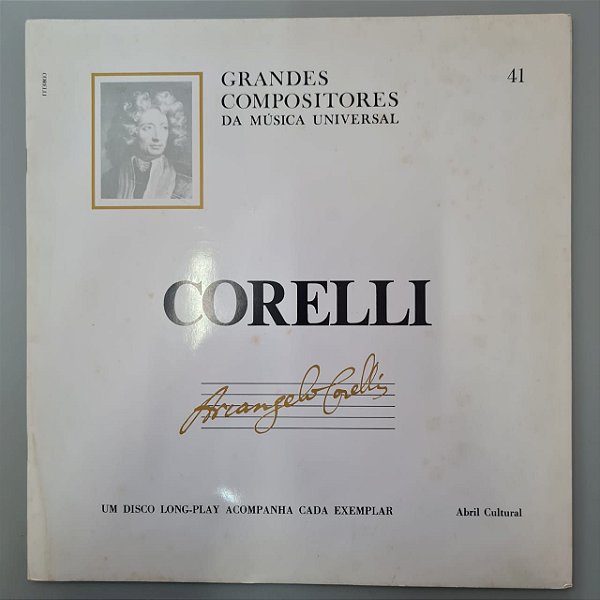 GRANDES
COMPOSITORES
DA MÚSICA UNIVERSAL
41
CORELLI
Arcangelo Corelli
UM DISCO LONG-PLAY ACOMPANHA CADA EXEMPLAR
Abril Cultural